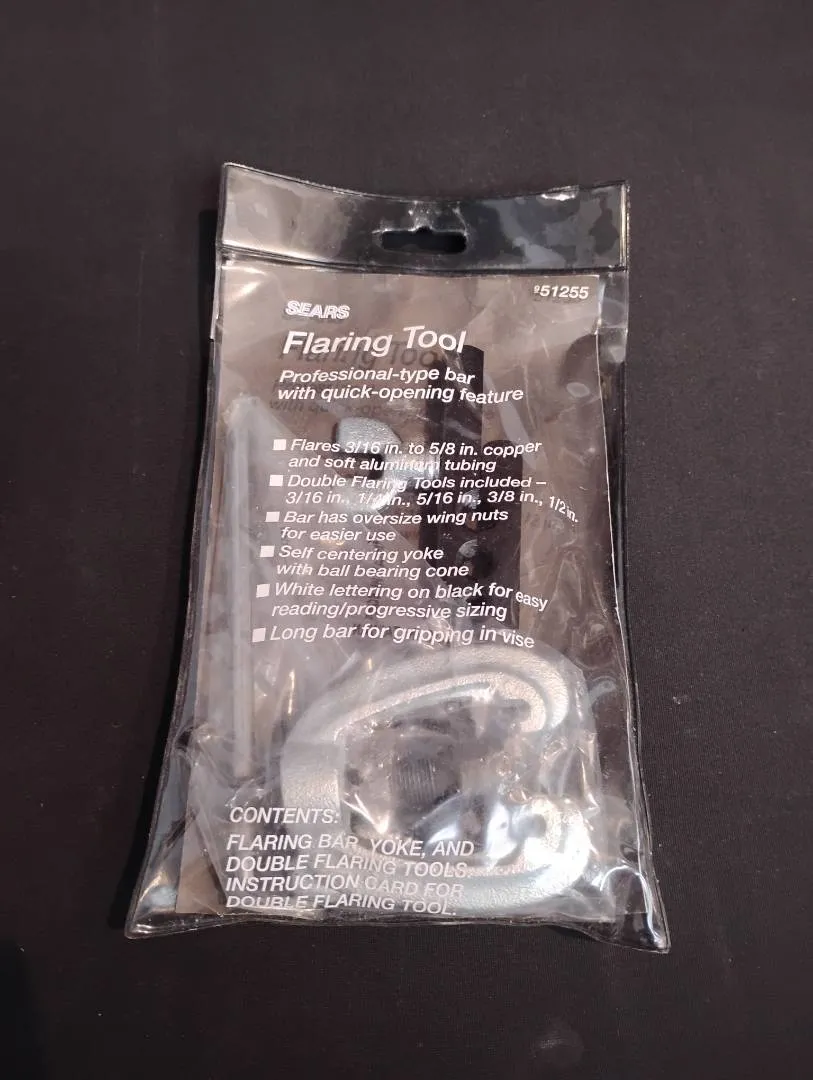 951255
SEARS
Flaring Tool
Professional-type bar
with quick-opening feature
■ Flares 3/16 in. to 5/8 in. copper
and soft aluminum tubing
■ Double Flaring Tools included –
3/16 in., 1/4 in., 5/16 in., 3/8 in., 1/2 in.
■ Bar has oversize wing nuts
for easier use
■ Self centering yoke
with ball bearing cone
■ White lettering on black for easy
reading/progressive sizing
■ Long bar for gripping in vise
CONTENTS:
FLARING BAR, YOKE, AND
DOUBLE FLARING TOOLS.
INSTRUCTION CARD FOR
DOUBLE FLARING TOOL.